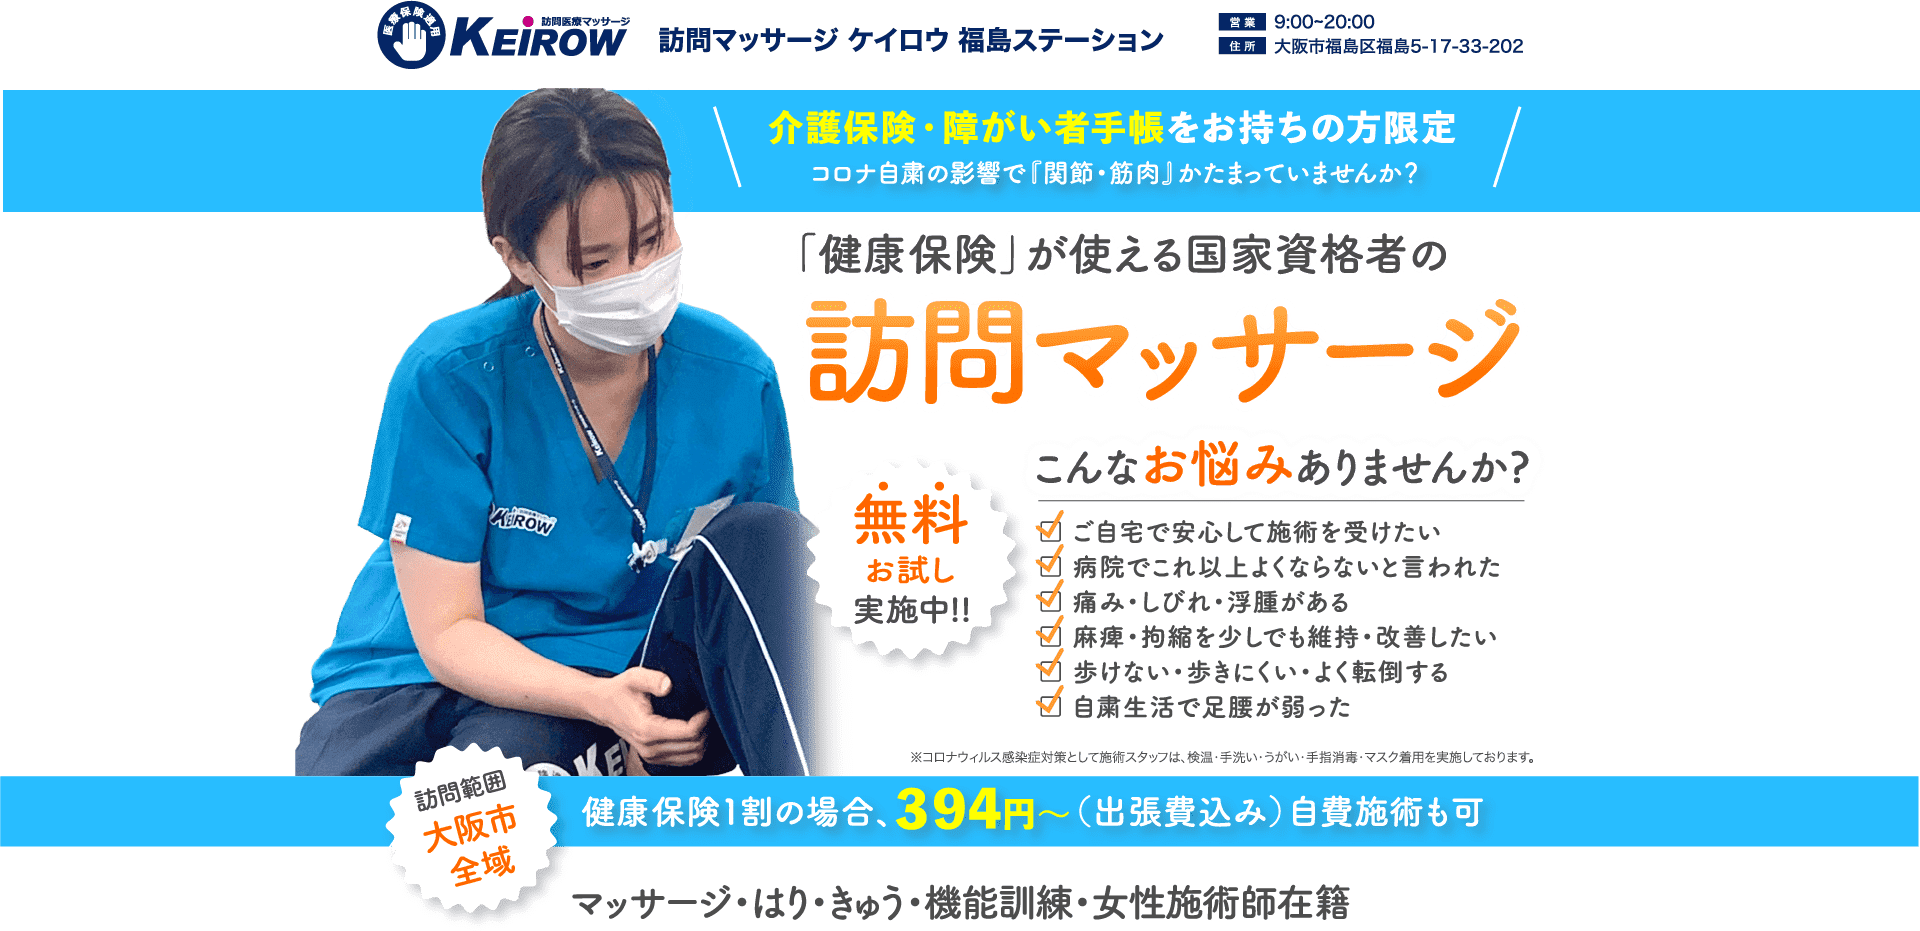 医療保険適用
訪問医療マッサージ
KEiROW
訪問マッサージ ケイロウ 福島ステーション
営業 9:00~20:00
住所 大阪市福島区福島5-17-33-202
介護保険・障がい者手帳をお持ちの方限定
コロナ自粛の影響で『関節・筋肉』かたまっていませんか？
「健康保険」が使える国家資格者の
訪問マッサージ
無料
お試し
実施中!!
こんなお悩みありませんか？
ご自宅で安心して施術を受けたい
病院でこれ以上よくならないと言われた
痛み・しびれ・浮腫がある
麻痺・拘縮を少しでも維持・改善したい
歩けない・歩きにくい・よく転倒する
自粛生活で足腰が弱った
※コロナウィルス感染症対策として施術スタッフは、検温・手洗い・うがい・手指消毒・マスク着用を実施しております。
Keirow
訪問医療マッサージ
KEiROW
訪問範囲
大阪市
全域
健康保険1割の場合、394円～（出張費込み）自費施術も可
マッサージ・はり・きゅう・機能訓練・女性施術師在籍